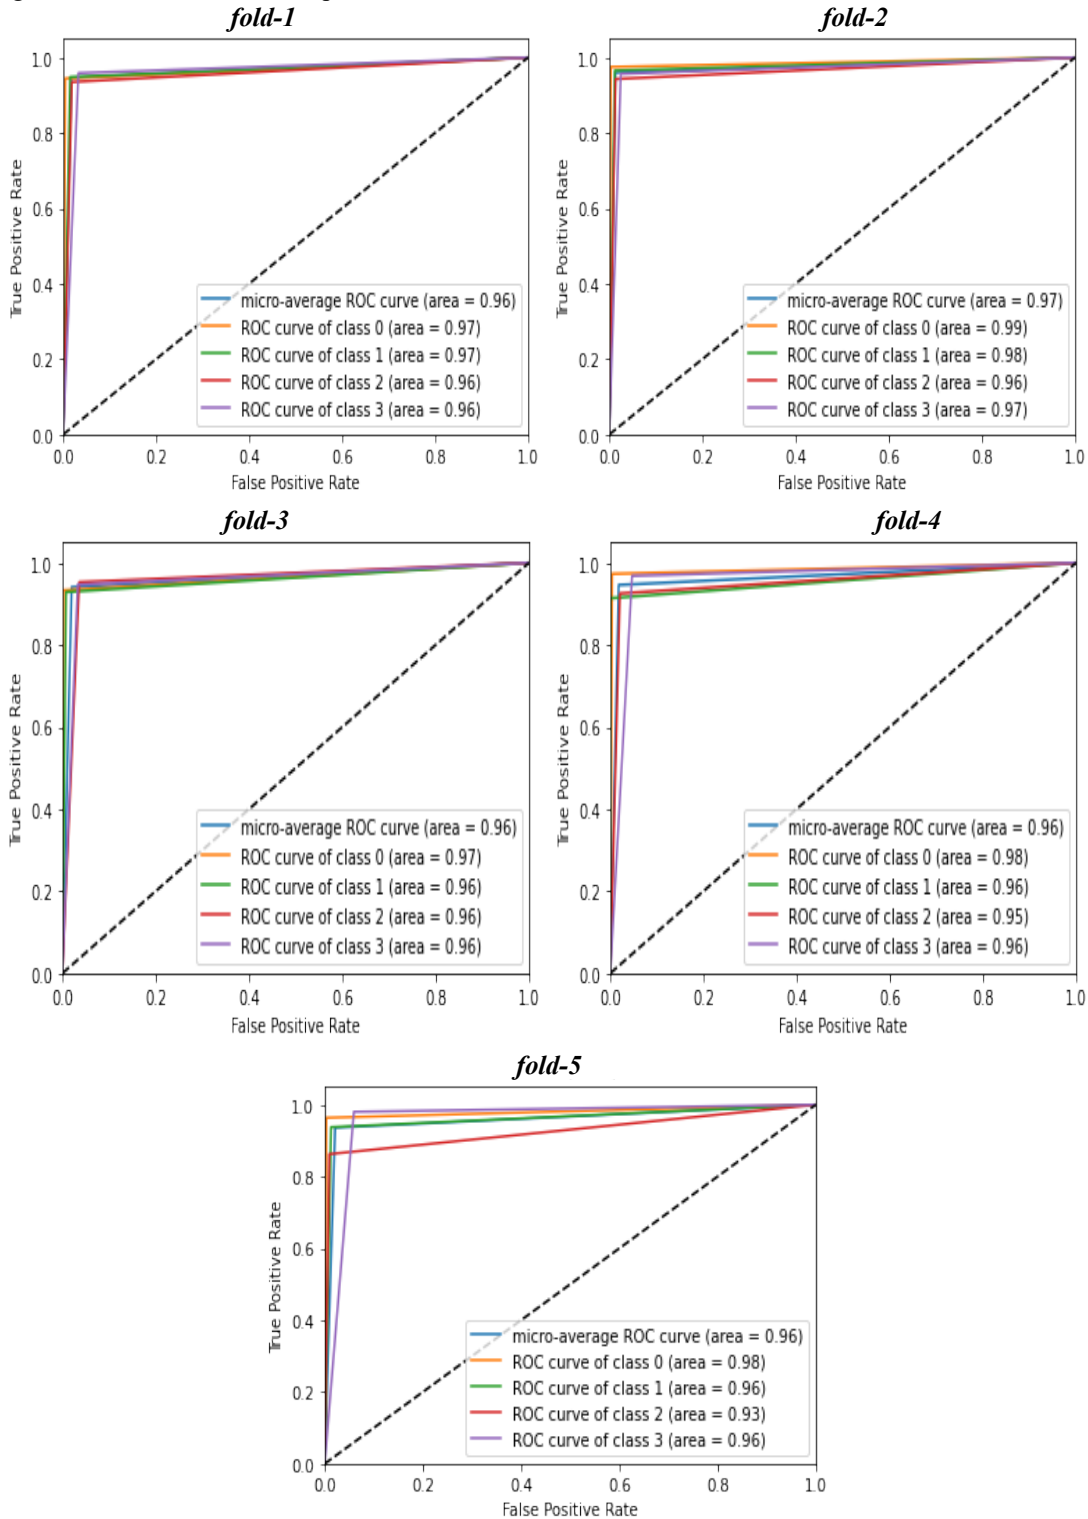 fold-1
1.0
0.8
0.6
0.4
0.2
0.0
True Positive Rate
micro-average ROC curve (area = 0.96)
ROC curve of class 0 (area = 0.97)
ROC curve of class 1 (area = 0.97)
ROC curve of class 2 (area = 0.96)
ROC curve of class 3 (area = 0.96)
0.0 0.2 0.4 0.6 0.8 1.0
False Positive Rate
fold-2
1.0
0.8
0.6
0.4
0.2
0.0
True Positive Rate
micro-average ROC curve (area = 0.97)
ROC curve of class 0 (area = 0.99)
ROC curve of class 1 (area = 0.98)
ROC curve of class 2 (area = 0.96)
ROC curve of class 3 (area = 0.97)
0.0 0.2 0.4 0.6 0.8 1.0
False Positive Rate
fold-3
1.0
0.8
0.6
0.4
0.2
0.0
True Positive Rate
micro-average ROC curve (area = 0.96)
ROC curve of class 0 (area = 0.97)
ROC curve of class 1 (area = 0.96)
ROC curve of class 2 (area = 0.96)
ROC curve of class 3 (area = 0.96)
0.0 0.2 0.4 0.6 0.8 1.0
False Positive Rate
fold-4
1.0
0.8
0.6
0.4
0.2
0.0
True Positive Rate
micro-average ROC curve (area = 0.96)
ROC curve of class 0 (area = 0.98)
ROC curve of class 1 (area = 0.96)
ROC curve of class 2 (area = 0.95)
ROC curve of class 3 (area = 0.96)
0.0 0.2 0.4 0.6 0.8 1.0
False Positive Rate
fold-5
1.0
0.8
0.6
0.4
0.2
0.0
True Positive Rate
micro-average ROC curve (area = 0.96)
ROC curve of class 0 (area = 0.98)
ROC curve of class 1 (area = 0.96)
ROC curve of class 2 (area = 0.93)
ROC curve of class 3 (area = 0.96)
0.0 0.2 0.4 0.6 0.8 1.0
False Positive Rate